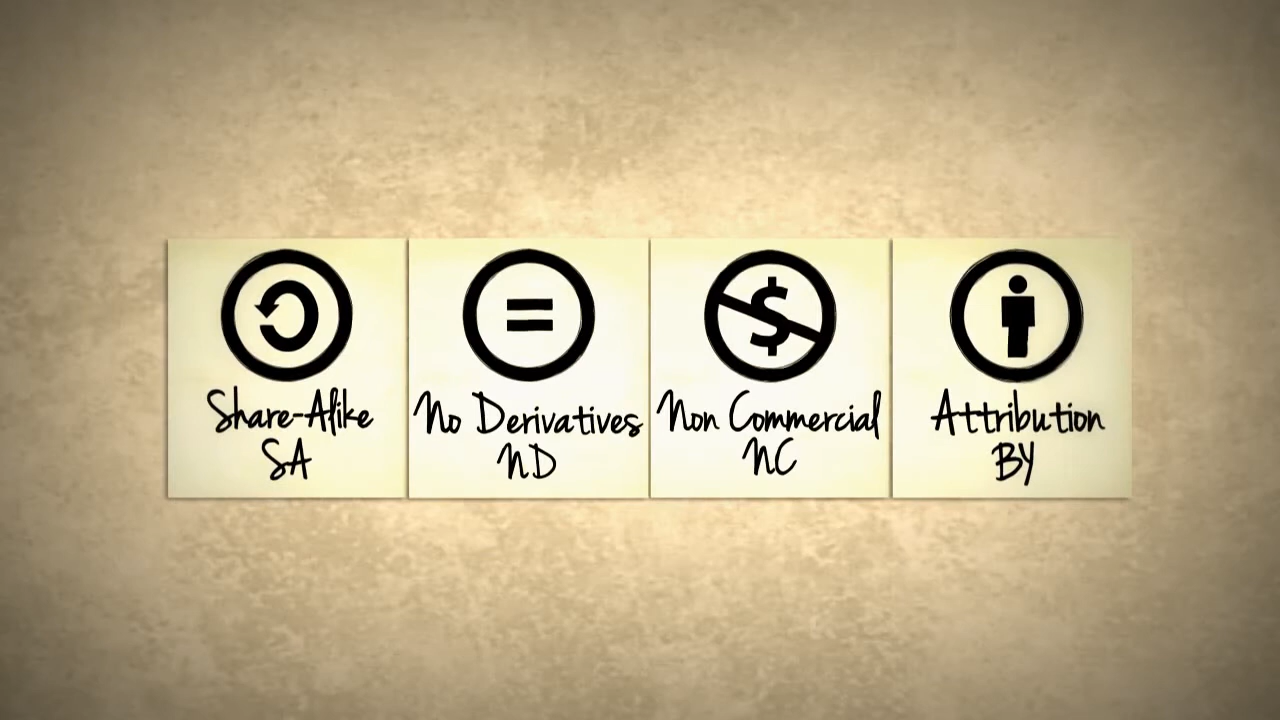 Share-Alike
SA
No Derivatives
ND
Non Commercial
NC
Attribution
BY